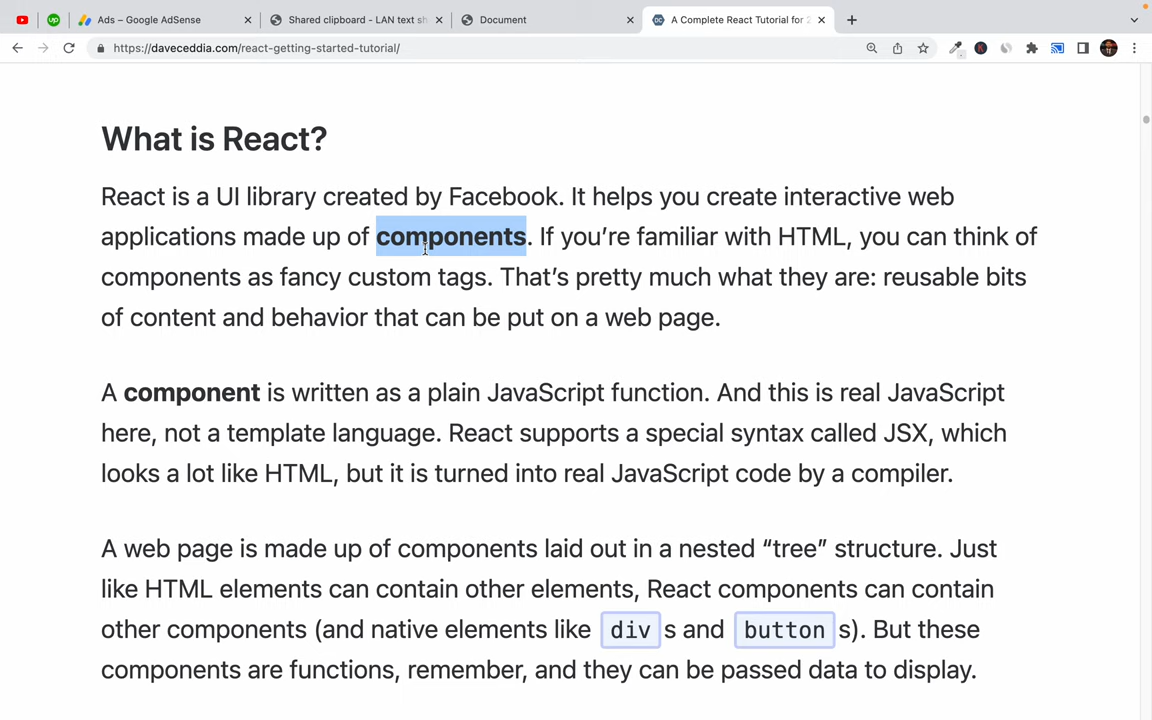 Ads – Google AdSense
Shared clipboard - LAN text sh
Document
A Complete React Tutorial for 2
https://daveceddia.com/react-getting-started-tutorial/
What is React?
React is a UI library created by Facebook. It helps you create interactive web
applications made up of components. If you’re familiar with HTML, you can think of
components as fancy custom tags. That’s pretty much what they are: reusable bits
of content and behavior that can be put on a web page.
A component is written as a plain JavaScript function. And this is real JavaScript
here, not a template language. React supports a special syntax called JSX, which
looks a lot like HTML, but it is turned into real JavaScript code by a compiler.
A web page is made up of components laid out in a nested “tree” structure. Just
like HTML elements can contain other elements, React components can contain
other components (and native elements like div s and button s). But these
components are functions, remember, and they can be passed data to display.